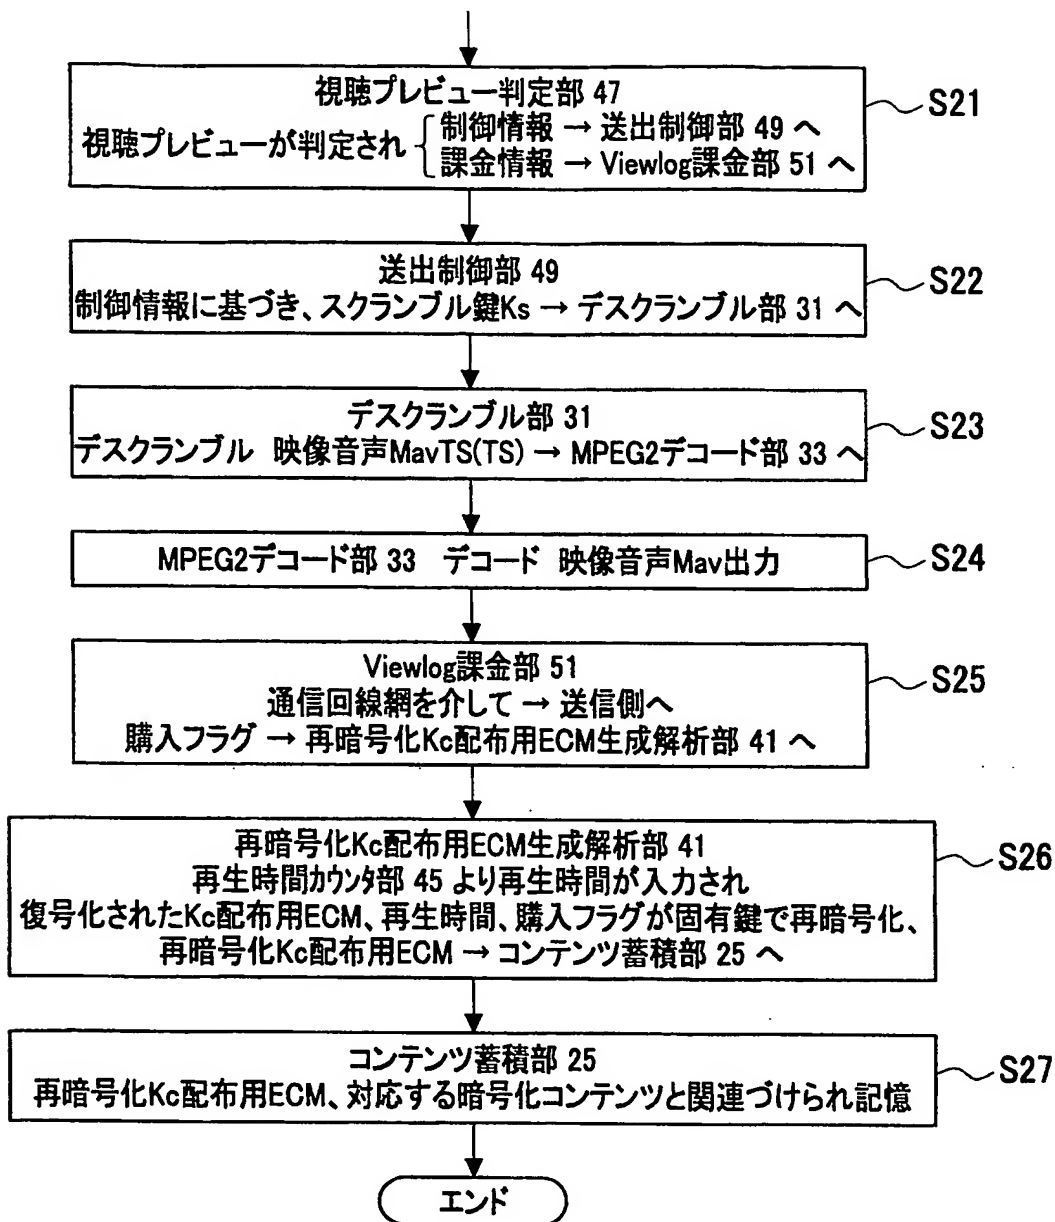 視聴プレビュー判定部 47
視聴プレビューが判定され
制御情報 → 送出制御部 49 へ
課金情報 → Viewlog課金部 51 へ
S21
送出制御部 49
制御情報に基づき、スクランブル鍵Ks → デスクランブル部 31 へ
S22
デスクランブル部 31
デスクランブル 映像音声MavTS(TS) → MPEG2デコード部 33 へ
S23
MPEG2デコード部 33 デコード 映像音声Mav出力
S24
Viewlog課金部 51
通信回線網を介して → 送信側へ
購入フラグ → 再暗号化Kc配布用ECM生成解析部 41 へ
S25
再暗号化Kc配布用ECM生成解析部 41
再生時間カウンタ部 45 より再生時間が入力され
復号化されたKc配布用ECM、再生時間、購入フラグが固有鍵で再暗号化、
再暗号化Kc配布用ECM → コンテンツ蓄積部 25 へ
S26
コンテンツ蓄積部 25
再暗号化Kc配布用ECM、対応する暗号化コンテンツと関連づけられ記憶
S27
エンド